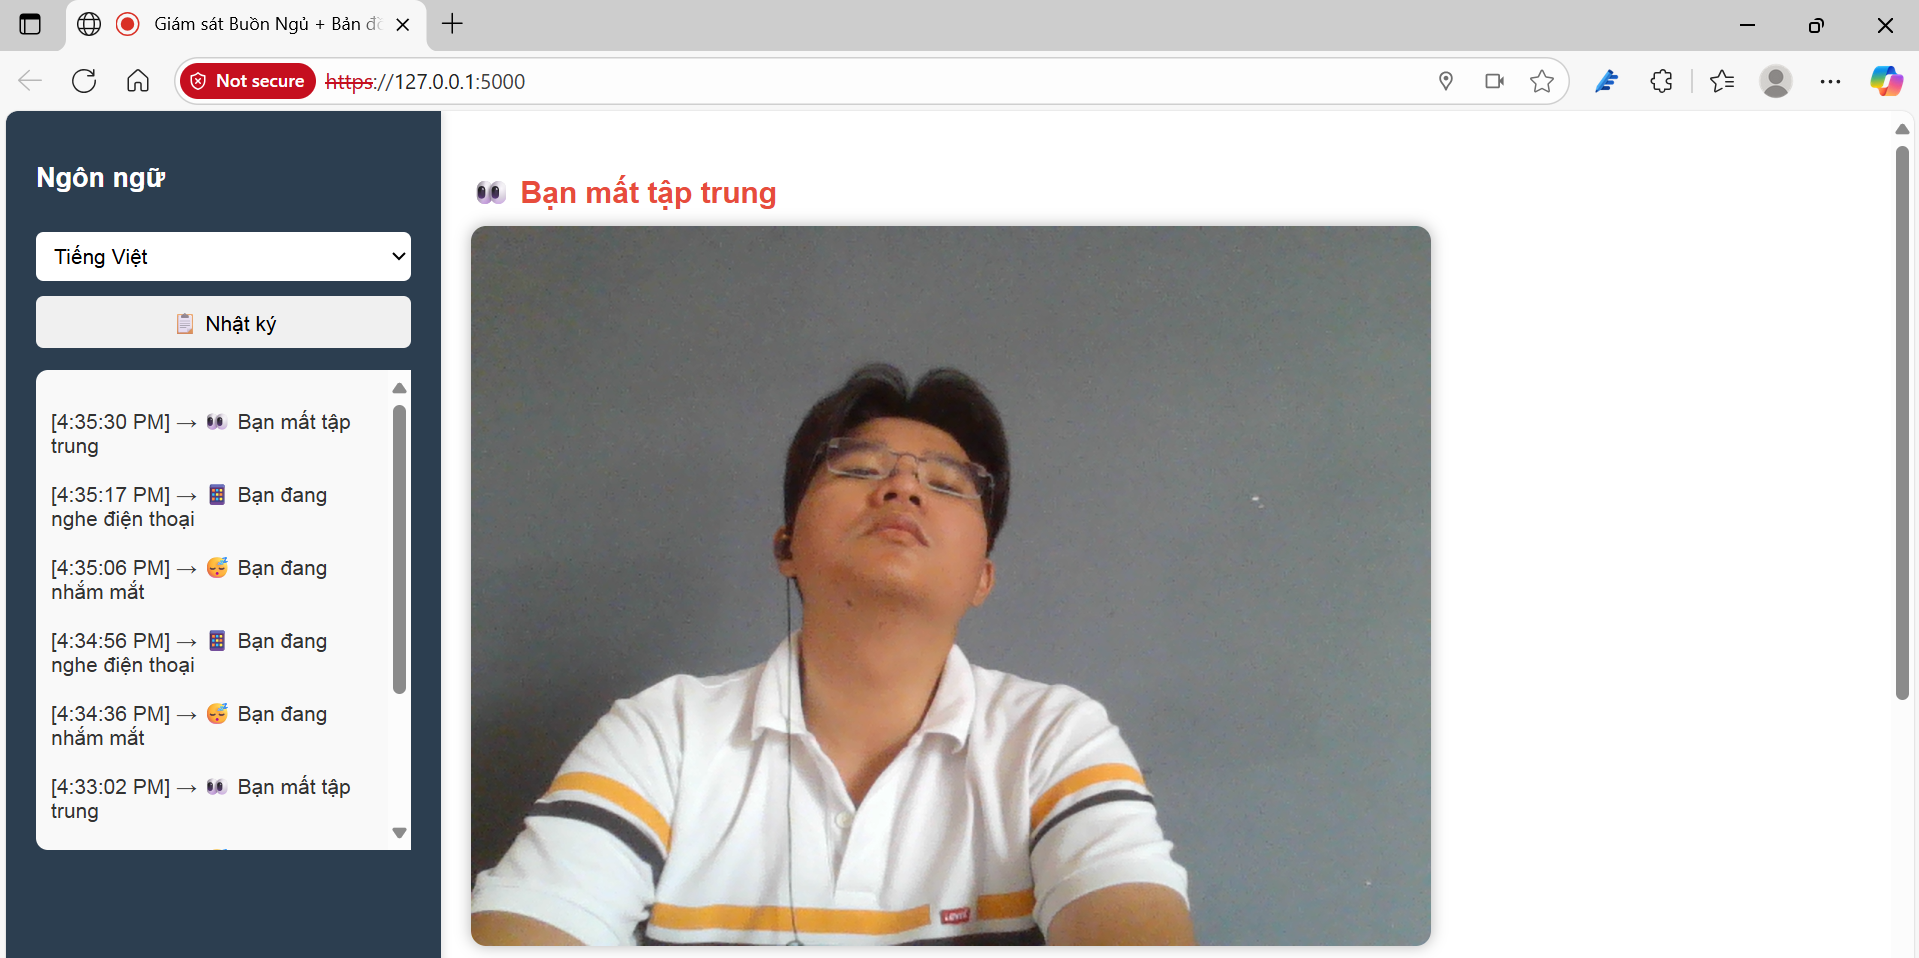 Giám sát Buồn Ngủ + Bản
Not secure https://127.0.0.1:5000
Ngôn ngữ
Tiếng Việt
📋 Nhật ký
[4:35:30 PM] → 👀 Bạn mất tập
trung
[4:35:17 PM] → 📱 Bạn đang
nghe điện thoại
[4:35:06 PM] → 😴 Bạn đang
nhắm mắt
[4:34:56 PM] → 📱 Bạn đang
nghe điện thoại
[4:34:36 PM] → 😴 Bạn đang
nhắm mắt
[4:33:02 PM] → 👀 Bạn mất tập
trung
👀 Bạn mất tập trung
Levi's